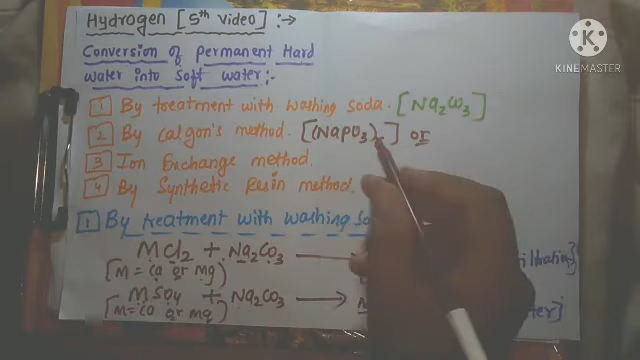 Hydrogen [5th Video] :→
K
KINEMASTER
Conversion of permanent Hard
water into soft water :-
1 By treatment with washing soda. [Na2CO3]
2 By calgon's method. [(NaPO3) ] or
3 Ion Exchange method.
4 By Synthetic Resin method.
1 By treatment with washing
MCl2 + Na2CO3
[M = Ca or Mg]
MSO4 + Na2CO3 →
[M = Ca or Mg]